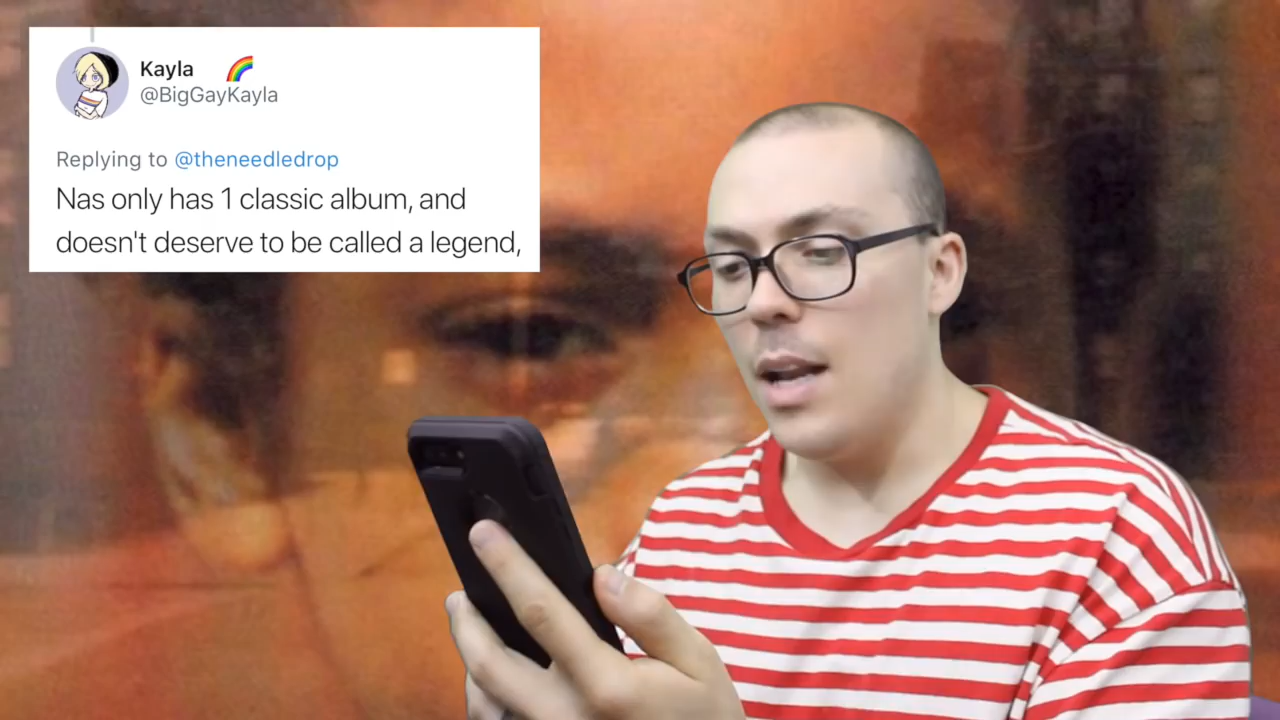 Kayla 🌈
@BigGayKayla
Replying to @theneedledrop
Nas only has 1 classic album, and
doesn't deserve to be called a legend,